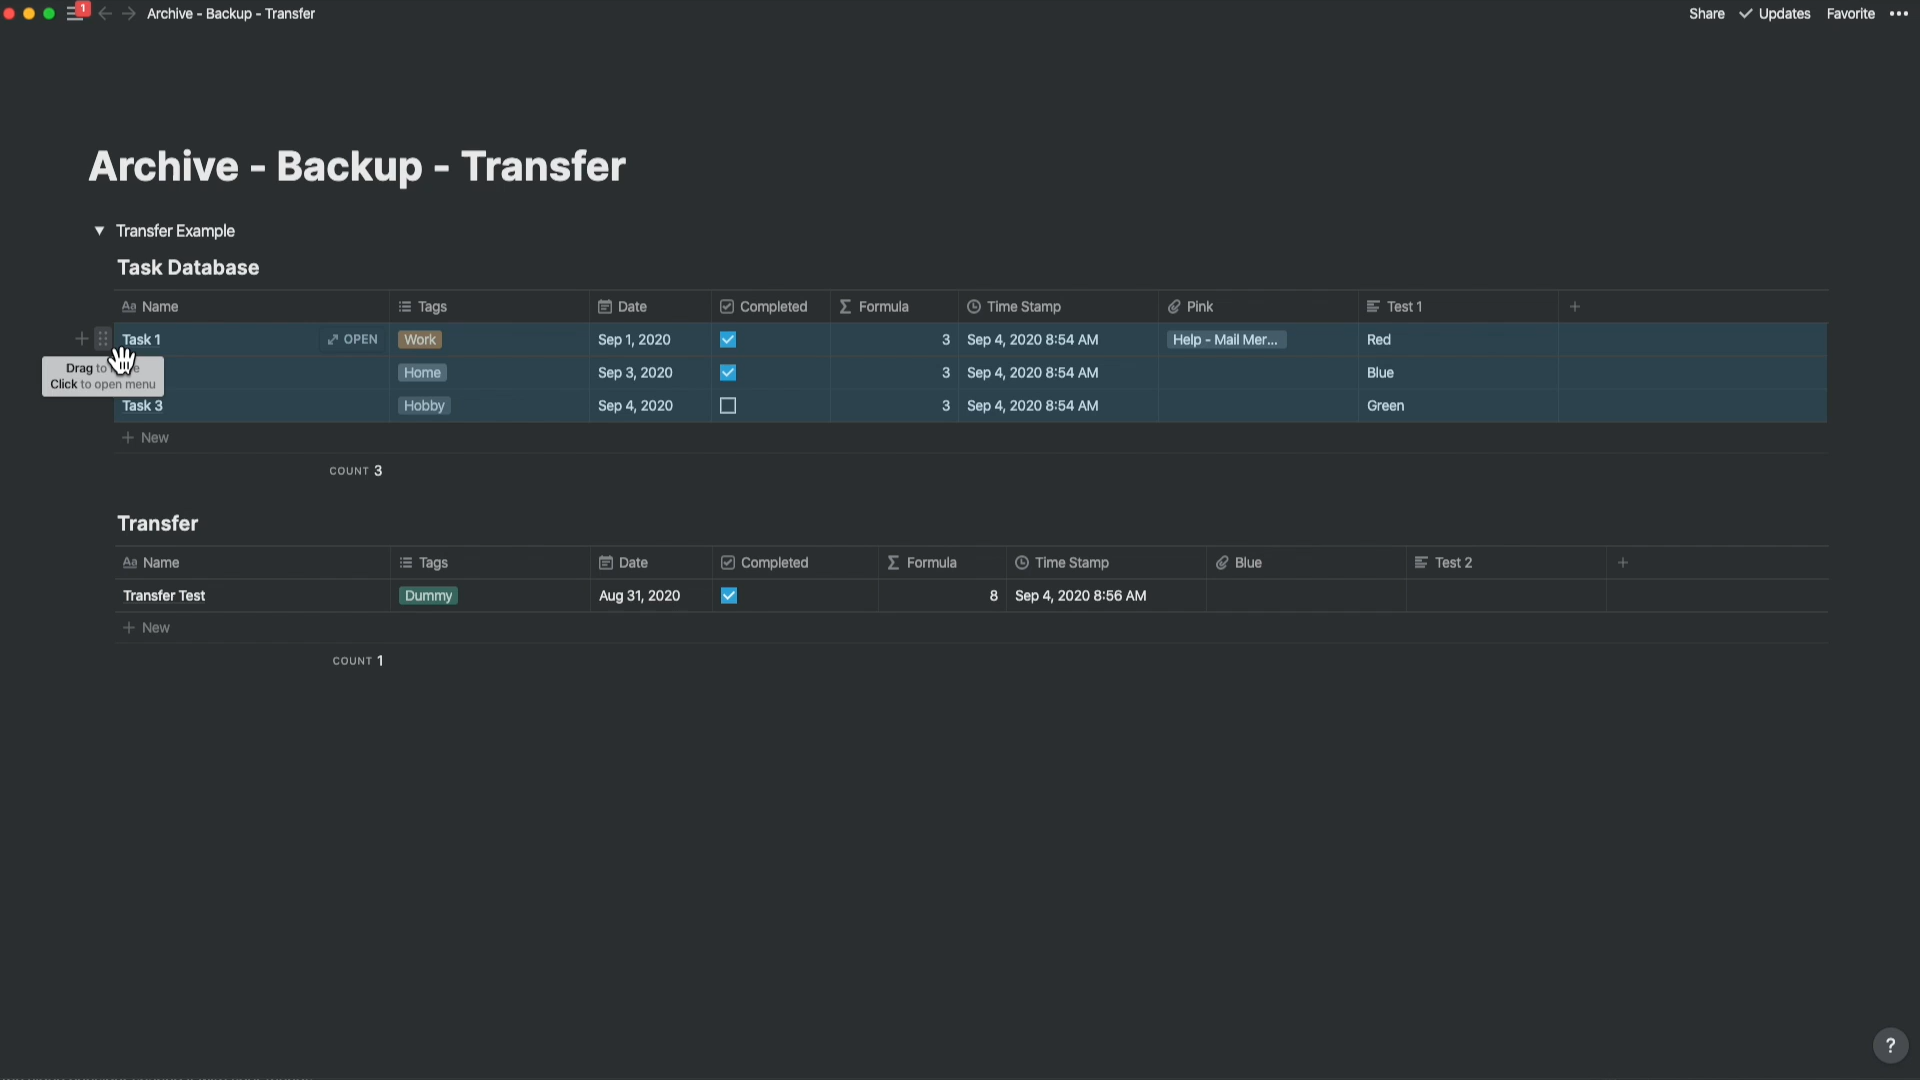 1 Archive - Backup - Transfer Share Updates Favorite
Archive - Backup - Transfer
Transfer Example
Task Database
Aa Name Tags Date Completed Formula Time Stamp Pink Test 1
Task 1 OPEN Work Sep 1, 2020 3 Sep 4, 2020 8:54 AM Help - Mail Mer... Red
Drag to
Home Sep 3, 2020 3 Sep 4, 2020 8:54 AM Blue
Click to open menu
Task 3 Hobby Sep 4, 2020 3 Sep 4, 2020 8:54 AM Green
+ New
COUNT 3
Transfer
Aa Name Tags Date Completed Formula Time Stamp Blue Test 2
Transfer Test Dummy Aug 31, 2020 8 Sep 4, 2020 8:56 AM
+ New
COUNT 1
?